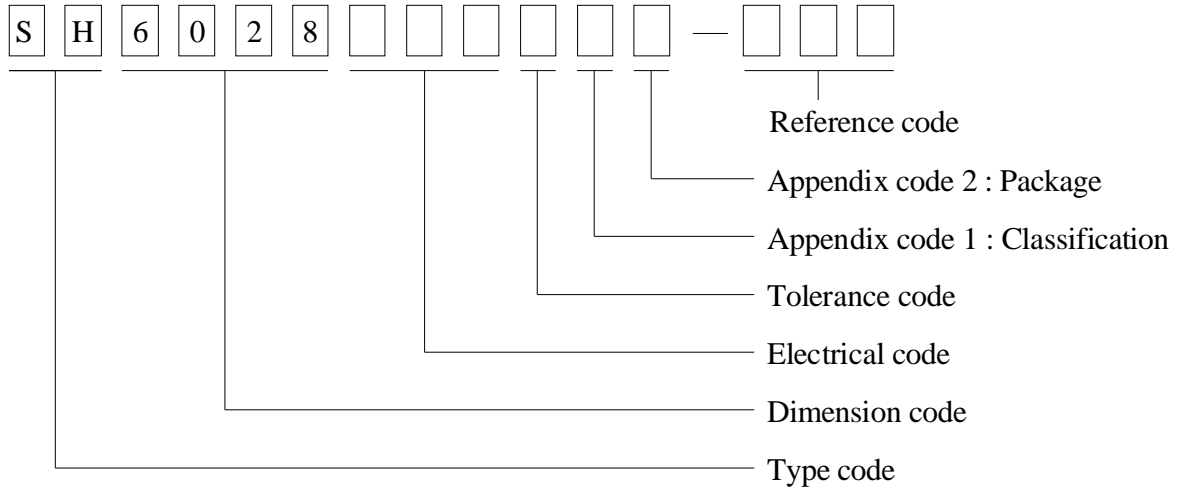 S H 6 0 2 8 —
Reference code
Appendix code 2 : Package
Appendix code 1 : Classification
Tolerance code
Electrical code
Dimension code
Type code